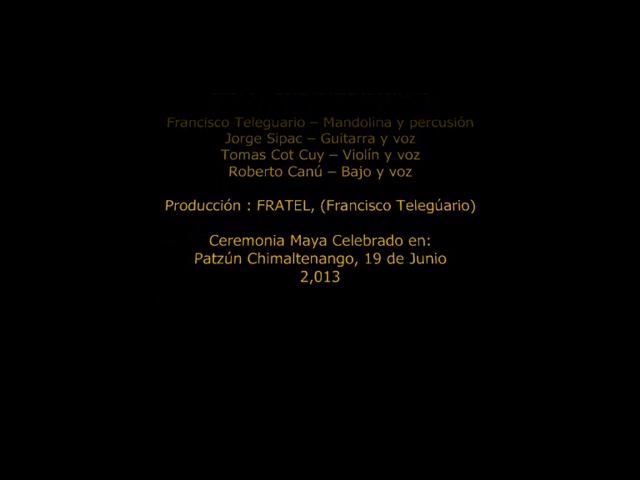 Francisco Teleguario – Mandolina y percusión
Jorge Sipac – Guitarra y voz
Tomas Cot Cuy – Violín y voz
Roberto Canú – Bajo y voz
Producción : FRATEL, (Francisco Telegúario)
Ceremonia Maya Celebrado en:
Patzún Chimaltenango, 19 de Junio
2,013